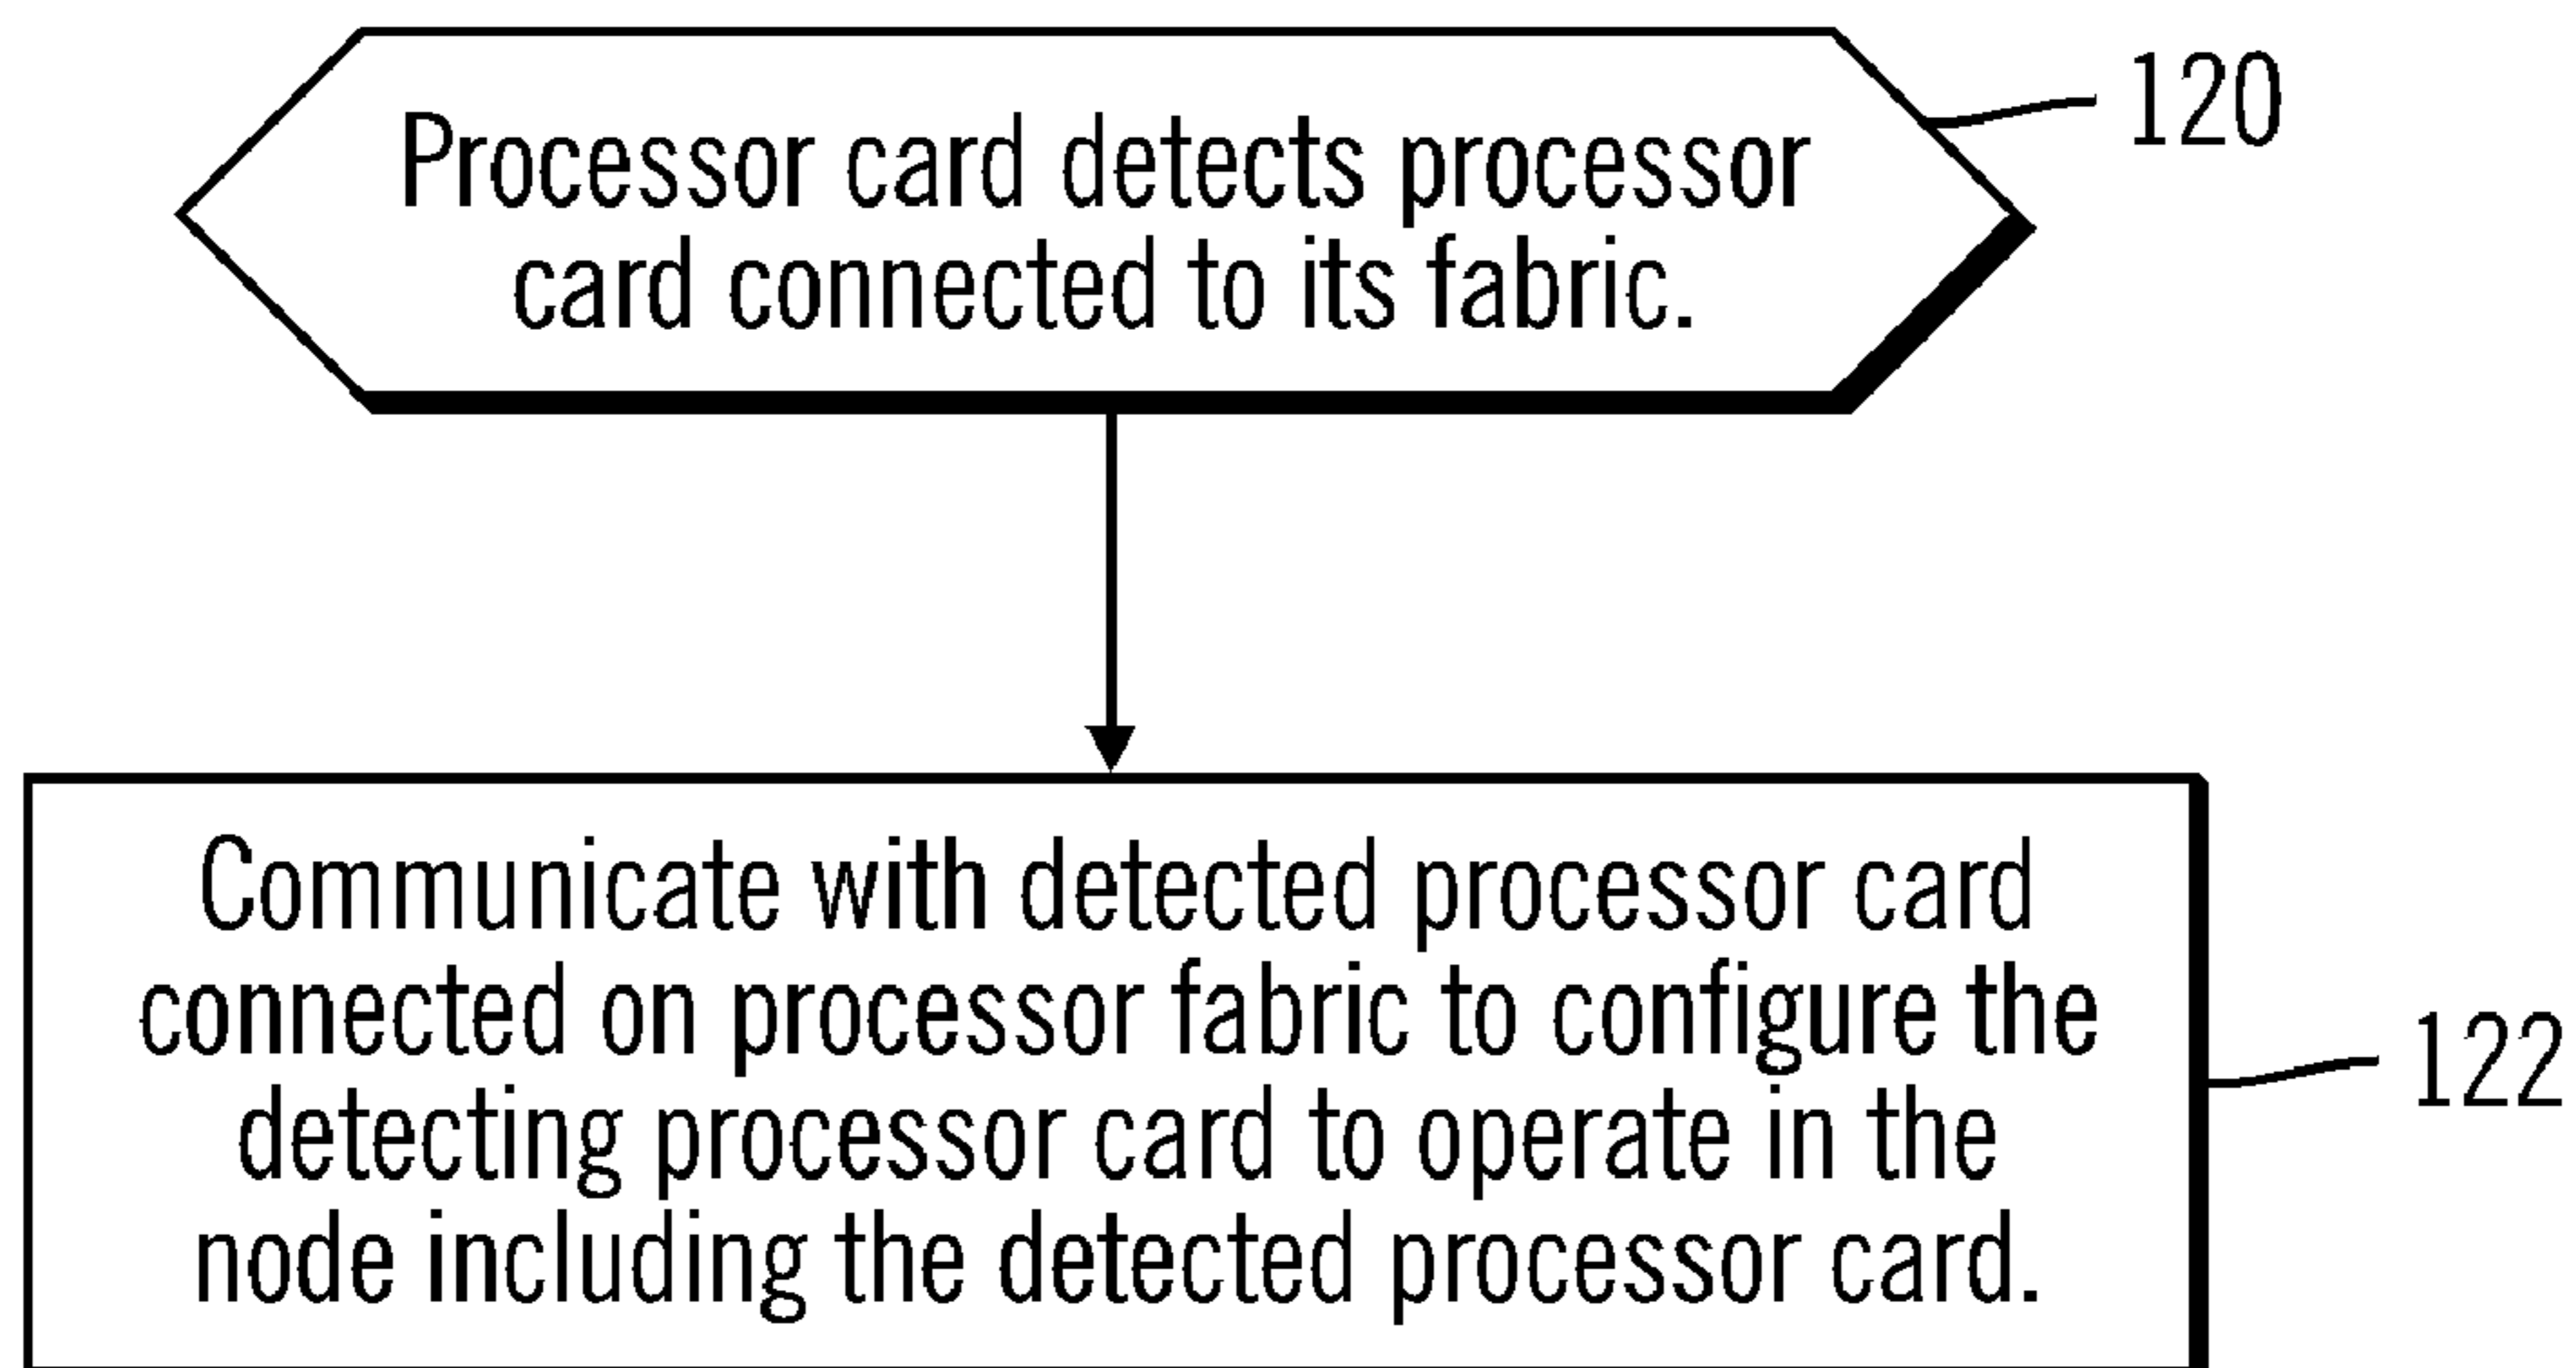 Processor card detects processor
card connected to its fabric.
120
Communicate with detected processor card
connected on processor fabric to configure the
detecting processor card to operate in the
node including the detected processor card.
122